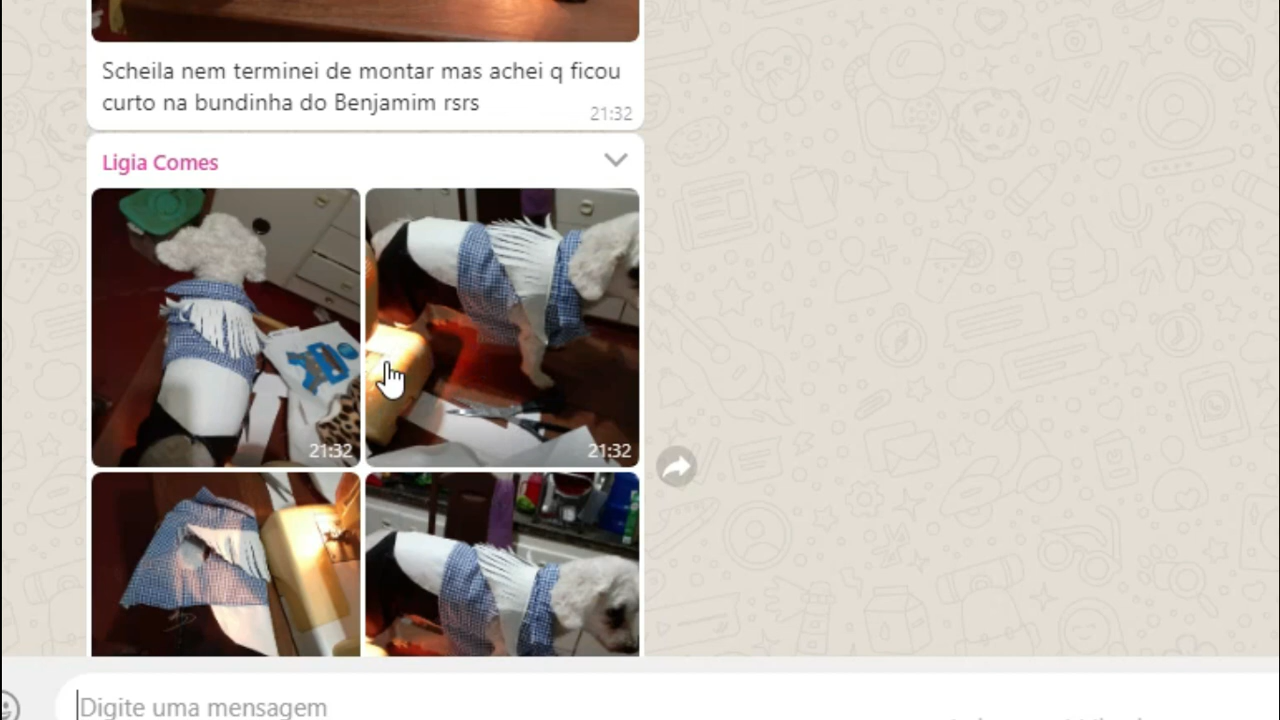 Scheila nem terminei de montar mas achei q ficou
curto na bundinha do Benjamim rsrs
21:32
Ligia Comes
21:32
21:32
Digite uma mensagem